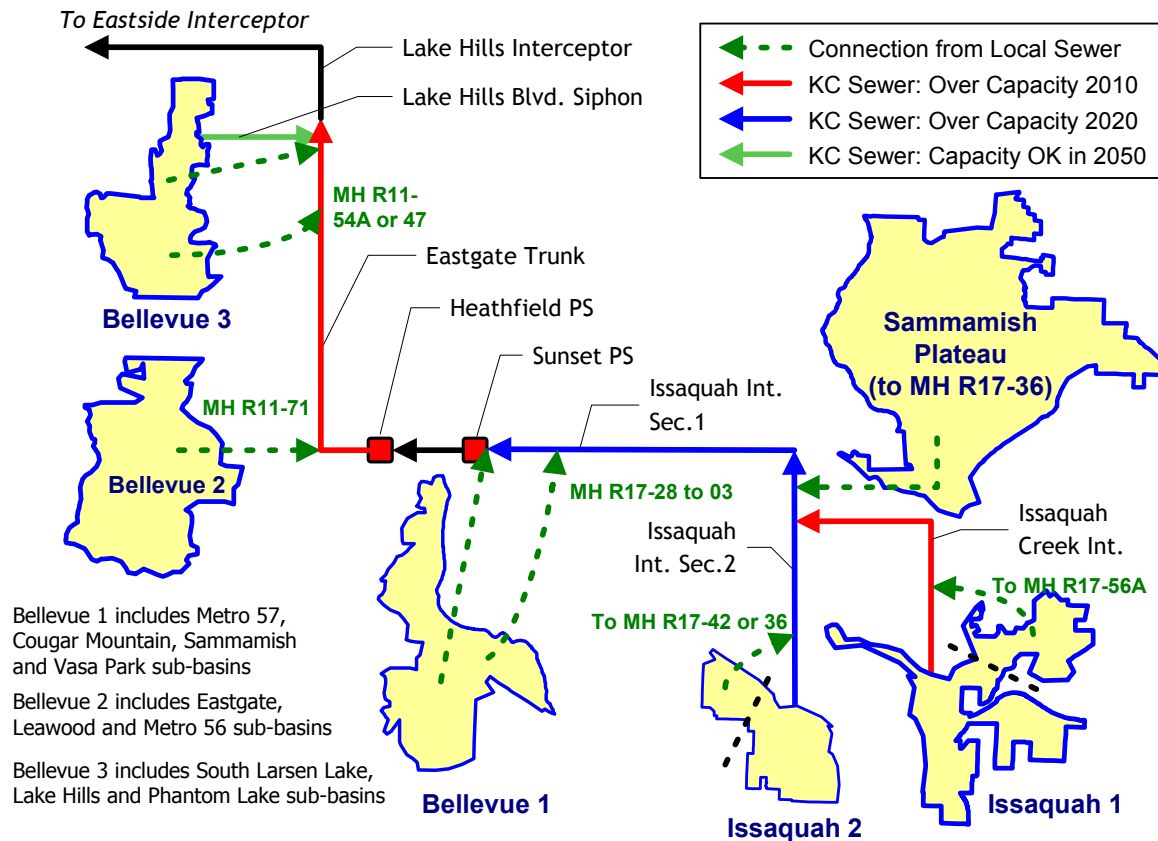 To Eastside Interceptor
Lake Hills Interceptor
Lake Hills Blvd. Siphon
Connection from Local Sewer
KC Sewer: Over Capacity 2010
KC Sewer: Over Capacity 2020
KC Sewer: Capacity OK in 2050
MH R11-
54A or 47
Eastgate Trunk
Heathfield PS
Sunset PS
Bellevue 3
Sammamish
Plateau
(to MH R17-36)
Issaquah Int.
Sec.1
MH R11-71
Bellevue 2
MH R17-28 to 03
Issaquah
Int. Sec.2
Issaquah
Creek Int.
To MH R17-56A
To MH R17-42 or 36
Bellevue 1 includes Metro 57,
Cougar Mountain, Sammamish
and Vasa Park sub-basins
Bellevue 2 includes Eastgate,
Leawood and Metro 56 sub-basins
Bellevue 3 includes South Larsen Lake,
Lake Hills and Phantom Lake sub-basins
Bellevue 1
Issaquah 2
Issaquah 1